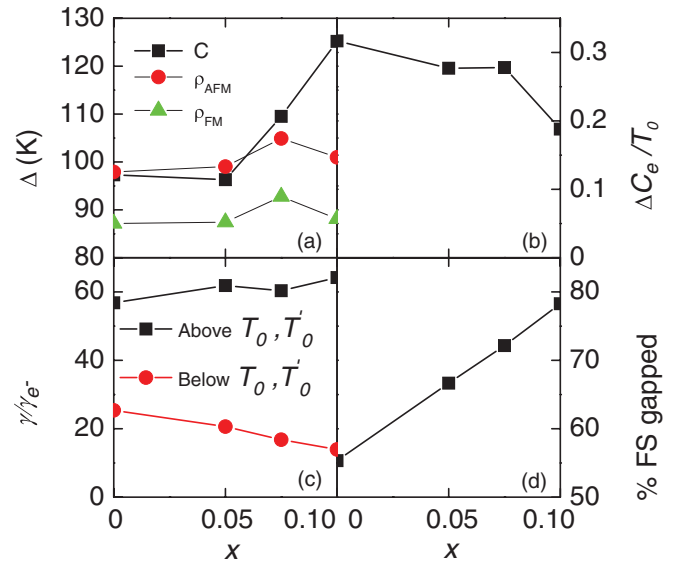 130
120
110
100
90
80
Δ (K)
C
ρAFM
ρFM
(a)
(b)
0.3
0.2
0.1
0
ΔCe/T0
60
40
20
0
γ/γe-
Above T0 ,T'0
Below T0 ,T'0
(c)
(d)
80
70
60
50
% FS gapped
0 0.05 0.10 0 0.05 0.10
x x